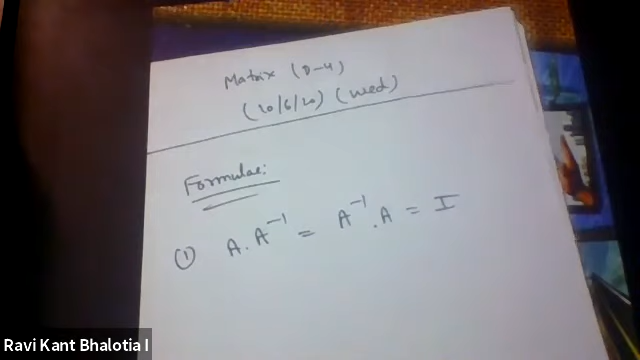 Matrix (D-4)
(10/6/20) (Wed)
Formulae:
① A. A⁻¹ = A⁻¹ . A = I
Ravi Kant Bhalotia I